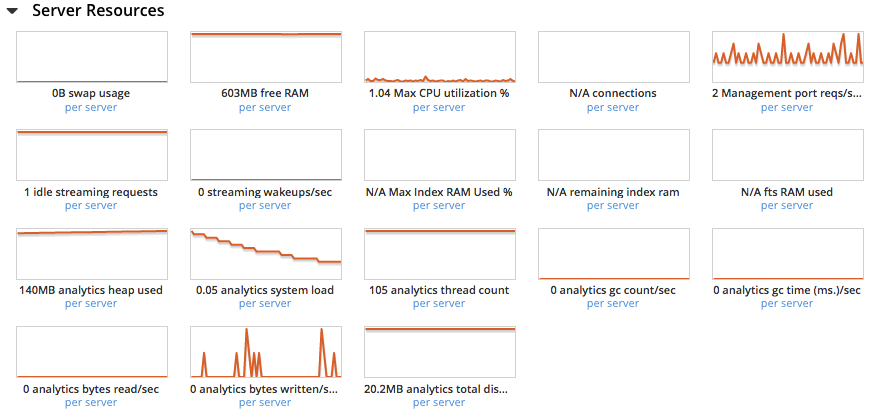 Server Resources
0B swap usage
per server
603MB free RAM
per server
1.04 Max CPU utilization %
per server
N/A connections
per server
2 Management port reqs/s...
per server
1 idle streaming requests
per server
0 streaming wakeups/sec
per server
N/A Max Index RAM Used %
per server
N/A remaining index ram
per server
N/A fts RAM used
per server
140MB analytics heap used
per server
0.05 analytics system load
per server
105 analytics thread count
per server
0 analytics gc count/sec
per server
0 analytics gc time (ms.)/sec
per server
0 analytics bytes read/sec
per server
0 analytics bytes written/s...
per server
20.2MB analytics total dis...
per server